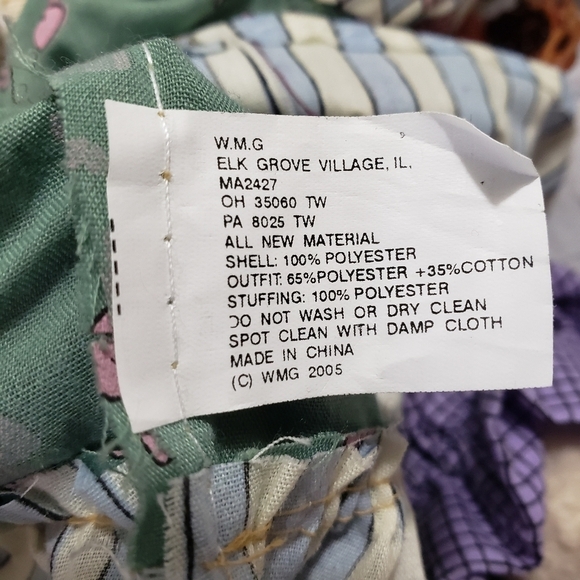 W.M.G
ELK GROVE VILLAGE, IL.
MA2427
OH 35060 TW
PA 8025 TW
ALL NEW MATERIAL
SHELL: 100% POLYESTER
OUTFIT: 65%POLYESTER +35%COTTON
STUFFING: 100% POLYESTER
DO NOT WASH OR DRY CLEAN
SPOT CLEAN WITH DAMP CLOTH
MADE IN CHINA
(C) WMG 2005